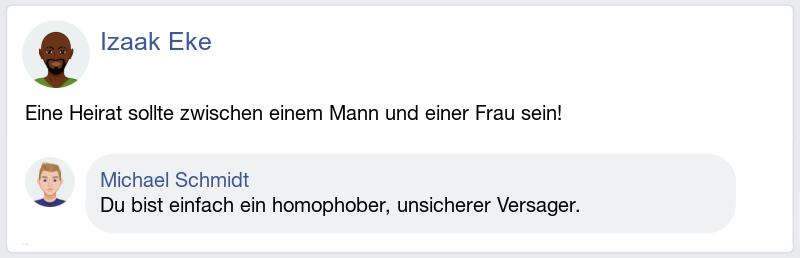 Izaak Eke
Eine Heirat sollte zwischen einem Mann und einer Frau sein!
Michael Schmidt
Du bist einfach ein homophober, unsicherer Versager.